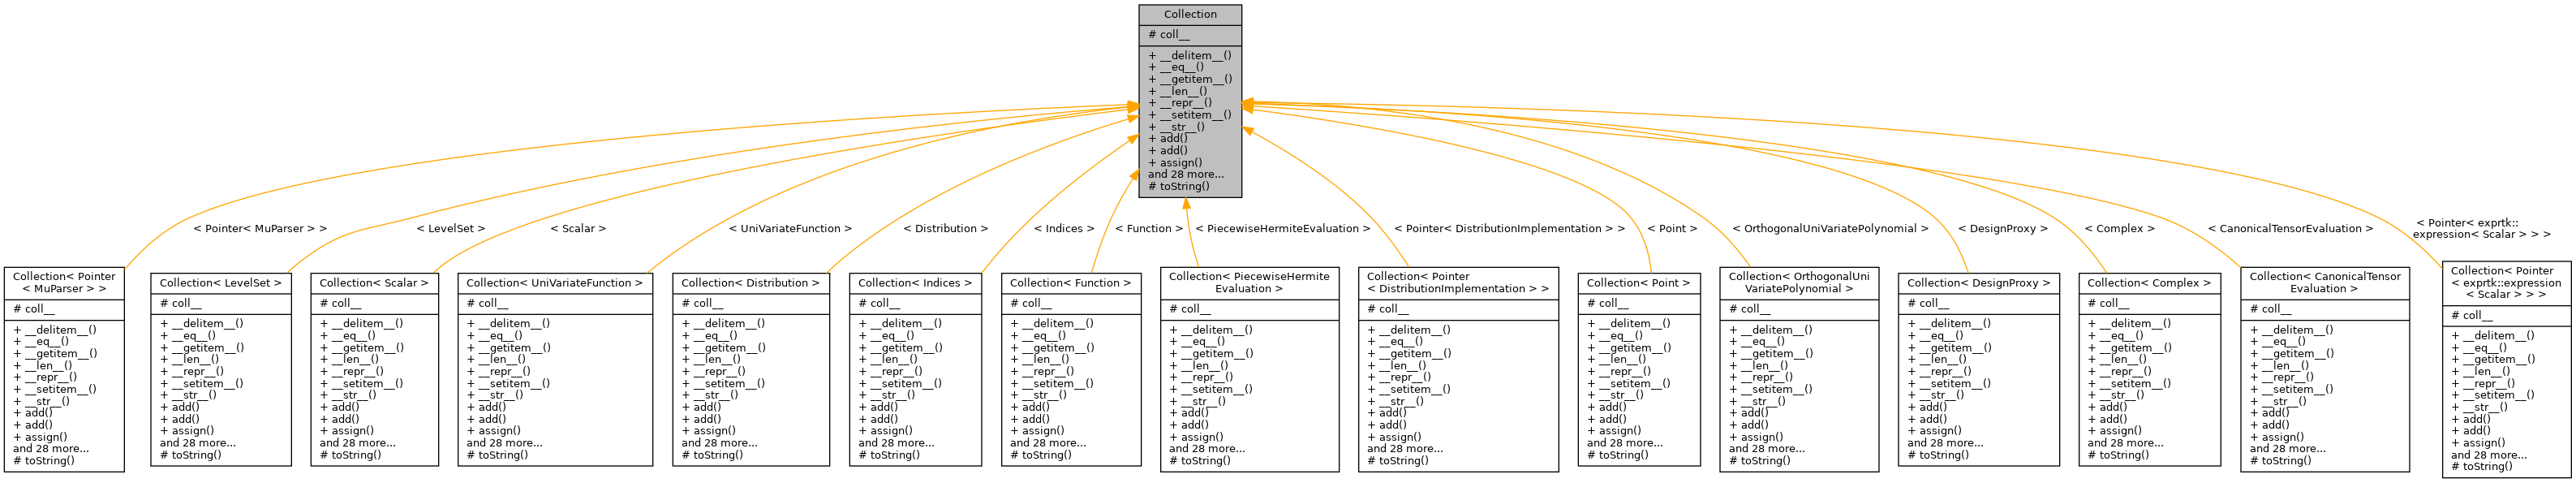 Collection
# coll__
+ __delitem__()
+ __eq__()
+ __getitem__()
+ __len__()
+ __repr__()
+ __setitem__()
+ __str__()
+ add()
+ add()
+ assign()
and 28 more...
# toString()
< Pointer< MuParser > >
< LevelSet >
< Scalar >
< UniVariateFunction >
< Distribution >
< Indices >
< Function >
< PiecewiseHermiteEvaluation >
< Pointer< DistributionImplementation > >
< Point >
< OrthogonalUniVariatePolynomial >
< DesignProxy >
< Complex >
< CanonicalTensorEvaluation >
< Pointer< exprtk::
expression< Scalar > > >
Collection< Pointer
< MuParser > >
# coll__
+ __delitem__()
+ __eq__()
+ __getitem__()
+ __len__()
+ __repr__()
+ __setitem__()
+ __str__()
+ add()
+ add()
+ assign()
and 28 more...
# toString()
Collection< LevelSet >
# coll__
+ __delitem__()
+ __eq__()
+ __getitem__()
+ __len__()
+ __repr__()
+ __setitem__()
+ __str__()
+ add()
+ add()
+ assign()
and 28 more...
# toString()
Collection< Scalar >
# coll__
+ __delitem__()
+ __eq__()
+ __getitem__()
+ __len__()
+ __repr__()
+ __setitem__()
+ __str__()
+ add()
+ add()
+ assign()
and 28 more...
# toString()
Collection< UniVariateFunction >
# coll__
+ __delitem__()
+ __eq__()
+ __getitem__()
+ __len__()
+ __repr__()
+ __setitem__()
+ __str__()
+ add()
+ add()
+ assign()
and 28 more...
# toString()
Collection< Distribution >
# coll__
+ __delitem__()
+ __eq__()
+ __getitem__()
+ __len__()
+ __repr__()
+ __setitem__()
+ __str__()
+ add()
+ add()
+ assign()
and 28 more...
# toString()
Collection< Indices >
# coll__
+ __delitem__()
+ __eq__()
+ __getitem__()
+ __len__()
+ __repr__()
+ __setitem__()
+ __str__()
+ add()
+ add()
+ assign()
and 28 more...
# toString()
Collection< Function >
# coll__
+ __delitem__()
+ __eq__()
+ __getitem__()
+ __len__()
+ __repr__()
+ __setitem__()
+ __str__()
+ add()
+ add()
+ assign()
and 28 more...
# toString()
Collection< PiecewiseHermite
Evaluation >
# coll__
+ __delitem__()
+ __eq__()
+ __getitem__()
+ __len__()
+ __repr__()
+ __setitem__()
+ __str__()
+ add()
+ add()
+ assign()
and 28 more...
# toString()
Collection< Pointer
< DistributionImplementation > >
# coll__
+ __delitem__()
+ __eq__()
+ __getitem__()
+ __len__()
+ __repr__()
+ __setitem__()
+ __str__()
+ add()
+ add()
+ assign()
and 28 more...
# toString()
Collection< Point >
# coll__
+ __delitem__()
+ __eq__()
+ __getitem__()
+ __len__()
+ __repr__()
+ __setitem__()
+ __str__()
+ add()
+ add()
+ assign()
and 28 more...
# toString()
Collection< OrthogonalUni
VariatePolynomial >
# coll__
+ __delitem__()
+ __eq__()
+ __getitem__()
+ __len__()
+ __repr__()
+ __setitem__()
+ __str__()
+ add()
+ add()
+ assign()
and 28 more...
# toString()
Collection< DesignProxy >
# coll__
+ __delitem__()
+ __eq__()
+ __getitem__()
+ __len__()
+ __repr__()
+ __setitem__()
+ __str__()
+ add()
+ add()
+ assign()
and 28 more...
# toString()
Collection< Complex >
# coll__
+ __delitem__()
+ __eq__()
+ __getitem__()
+ __len__()
+ __repr__()
+ __setitem__()
+ __str__()
+ add()
+ add()
+ assign()
and 28 more...
# toString()
Collection< CanonicalTensor
Evaluation >
# coll__
+ __delitem__()
+ __eq__()
+ __getitem__()
+ __len__()
+ __repr__()
+ __setitem__()
+ __str__()
+ add()
+ add()
+ assign()
and 28 more...
# toString()
Collection< Pointer
< exprtk::expression
< Scalar > > >
# coll__
+ __delitem__()
+ __eq__()
+ __getitem__()
+ __len__()
+ __repr__()
+ __setitem__()
+ __str__()
+ add()
+ add()
+ assign()
and 28 more...
# toString()